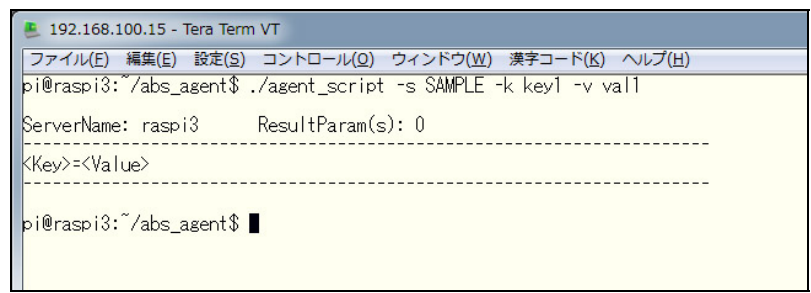 192.168.100.15 - Tera Term VT
ファイル(F) 編集(E) 設定(S) コントロール(O) ウィンドウ(W) 漢字コード(K) ヘルプ(H)
pi@raspi3:~/abs_agent$ ./agent_script -s SAMPLE -k key1 -v val1
ServerName: raspi3 ResultParam(s): 0
--------------------------------------------------------------------------
<Key>=<Value>
--------------------------------------------------------------------------
pi@raspi3:~/abs_agent$